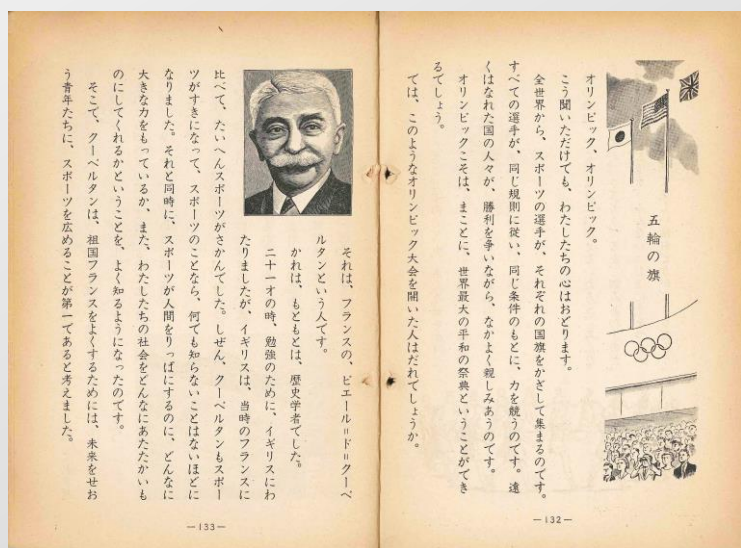 五輪の旗
オリンピック、オリンピック。
こう聞いただけでも、わたしたちの心はおどります。
全世界から、スポーツの選手が、それぞれの国旗をかざして集まるのです。
すべての選手が、同じ規則に従い、同じ条件のもとに、力を競うのです。遠
くはなれた国の人々が、勝利を争いながら、なかよく親しみあうのです。
オリンピックこそは、まことに、世界最大の平和の祭典ということができ
るでしょう。
では、このようなオリンピック大会を開いた人はだれでしょうか。
—132—
それは、フランスの、ピエール＝ド＝クーベ
ルタンという人です。
かれは、もともとは、歴史学者でした。
二十一才の時、勉強のために、イギリスにわ
たりましたが、イギリスは、当時のフランスに
比べて、たいへんスポーツがさかんでした。しぜん、クーベルタンもスポー
ツがすきになって、スポーツのことなら、何でも知らないことはないほどに
なりました。それと同時に、スポーツが人間をりっぱにするのに、どんなに
大きな力をもっているか、また、わたしたちの社会をどんなにあたたかいも
のにしてくれるかということを、よく知るようになったのです。
そこで、クーベルタンは、祖国フランスをよくするためには、未来をせお
う青年たちに、スポーツを広めることが第一であると考えました。
—133—